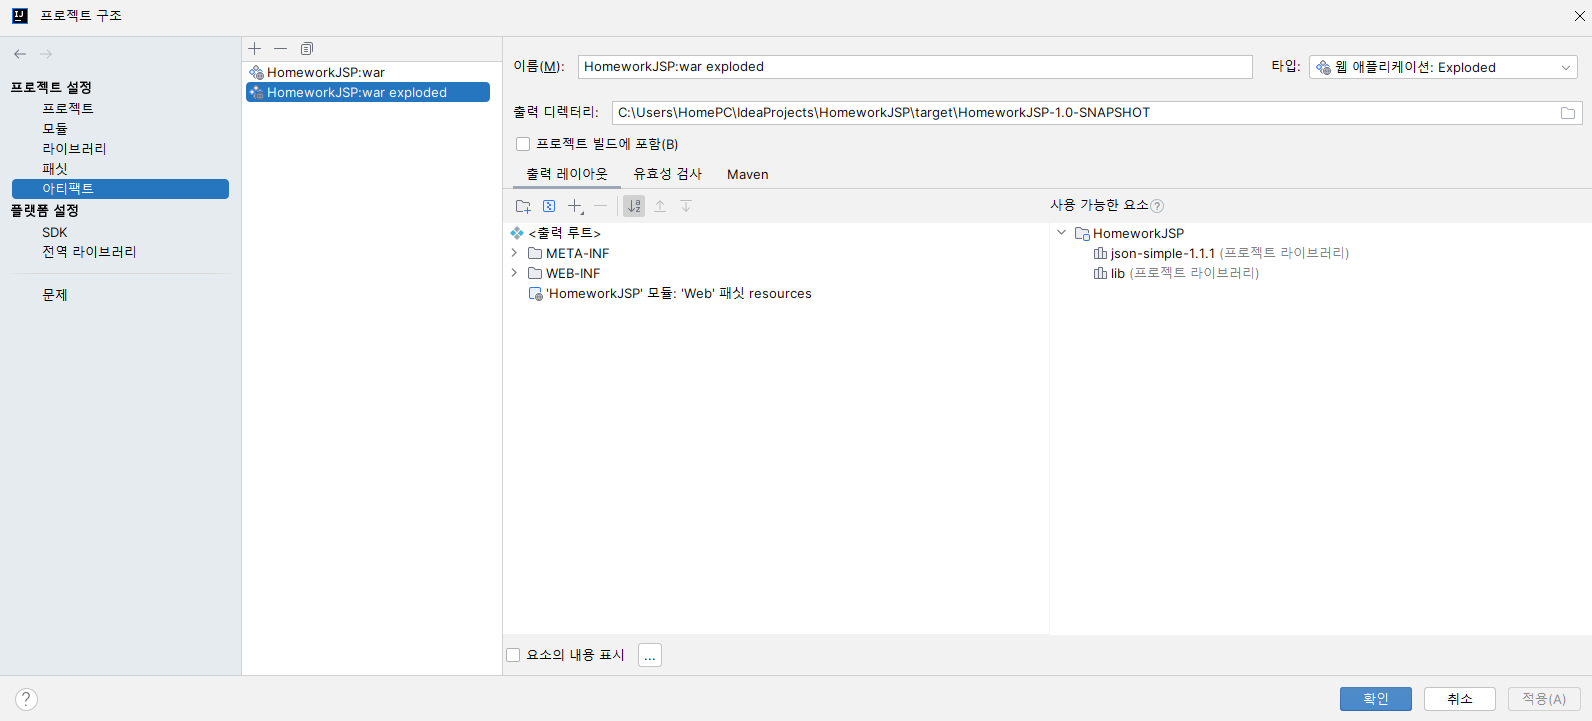 프로젝트 구조
프로젝트 설정
프로젝트
모듈
라이브러리
패싯
아티팩트
플랫폼 설정
SDK
전역 라이브러리
문제
HomeworkJSP:war
HomeworkJSP:war exploded
이름(M): HomeworkJSP:war exploded 타입: 웹 애플리케이션: Exploded
출력 디렉터리: C:\Users\HomePC\IdeaProjects\HomeworkJSP\target\HomeworkJSP-1.0-SNAPSHOT
프로젝트 빌드에 포함(B)
출력 레이아웃 유효성 검사 Maven
사용 가능한 요소?
<출력 루트>
META-INF
WEB-INF
'HomeworkJSP' 모듈: 'Web' 패싯 resources
HomeworkJSP
json-simple-1.1.1 (프로젝트 라이브러리)
lib (프로젝트 라이브러리)
요소의 내용 표시 ...
? 확인 취소 적용(A)